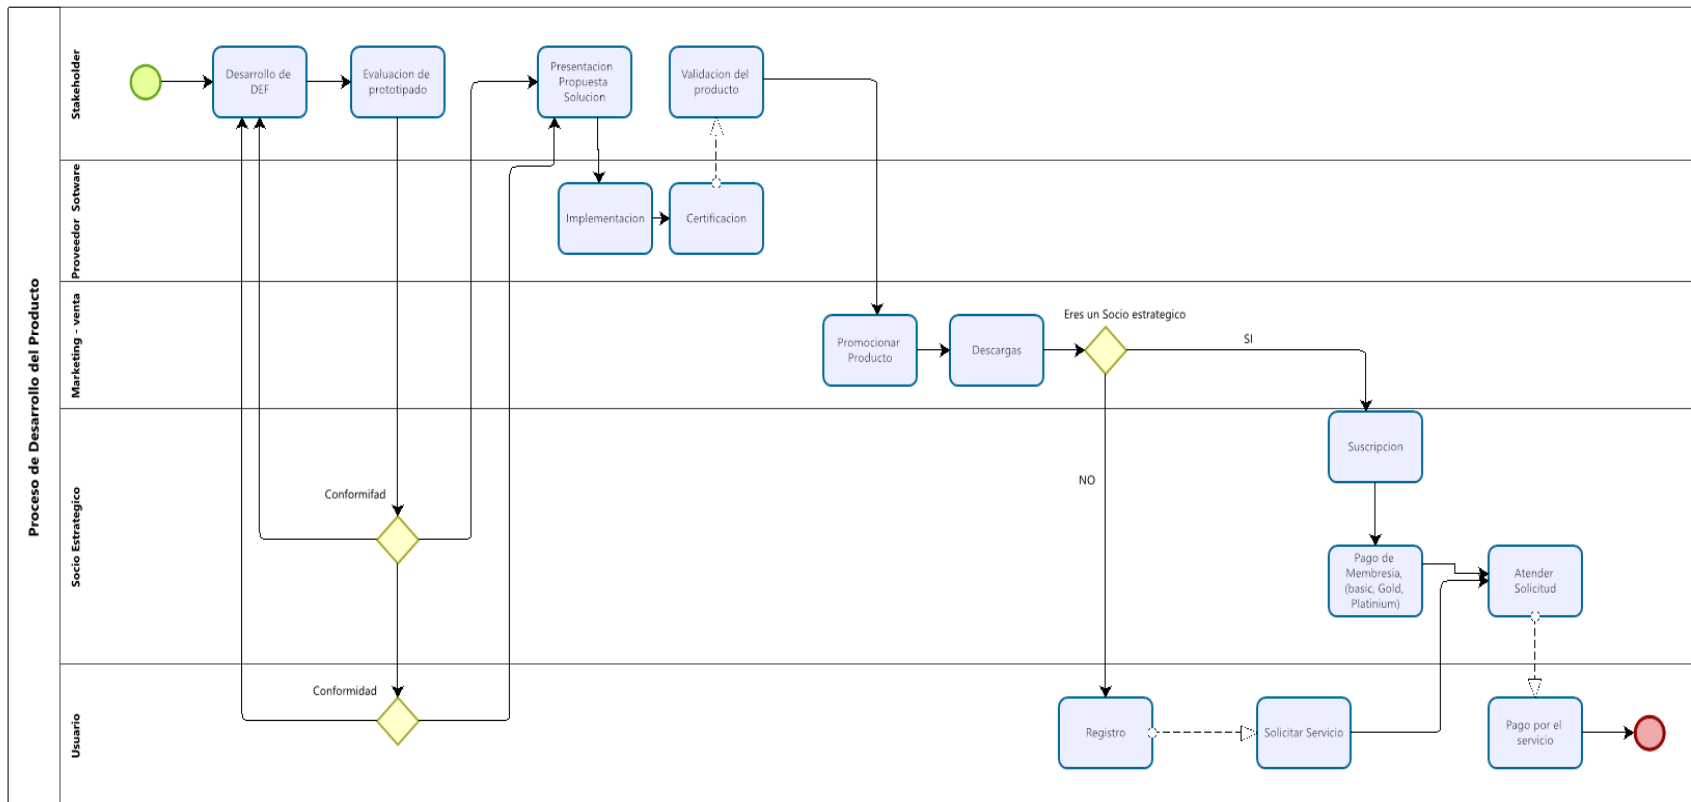 Proceso de Desarrollo del Producto
Stakeholder
Desarrollo de
DEF
Evaluacion de
prototipado
Presentacion
Propuesta
Solucion
Validacion del
producto
Proveedor Sotware
Implementacion
Certificacion
Marketing - venta
Promocionar
Producto
Descargas
Eres un Socio estrategico
SI
NO
Socio Estrategico
Conformifad
Suscripcion
Pago de
Membresia,
(basic, Gold,
Platinium)
Atender
Solicitud
Usuario
Conformidad
Registro
Solicitar Servicio
Pago por el
servicio